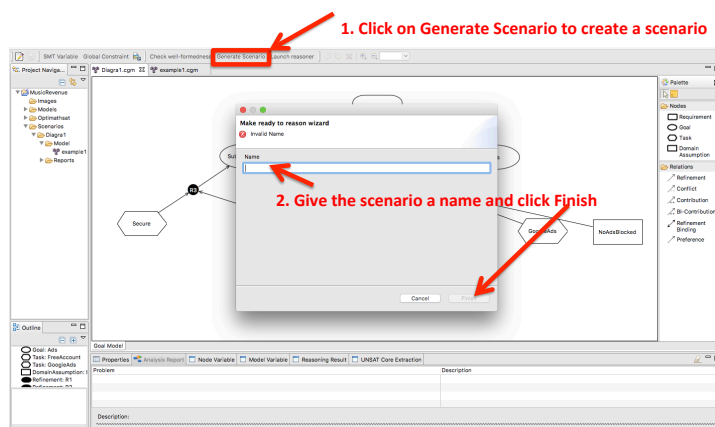 1. Click on Generate Scenario to create a scenario
SMT Variable Global Constraint Check well-formedness Generate Scenario Launch reasoner
Project Naviga...
Diagra1.cgm example1.cgm
MusicRevenue
Images
Models
Optimathsat
Scenarios
Diagra1
Model
example1
Reports
Make ready to reason wizard
Invalid Name
Name
2. Give the scenario a name and click Finish
R3
Secure
NoAdsBlocked
Cancel
Finish
Palette
Nodes
Requirement
Goal
Task
Domain
Assumption
Relations
Refinement
Conflict
Contribution
Bi-Contribution
Refinement
Binding
Preference
Outline
Goal: Ads
Task: FreeAccount
Task: GoogleAds
DomainAssumption:
Refinement: R1
Goal Model
Properties Analysis Report Node Variable Model Variable Reasoning Result UNSAT Core Extraction
Problem Description
Description: